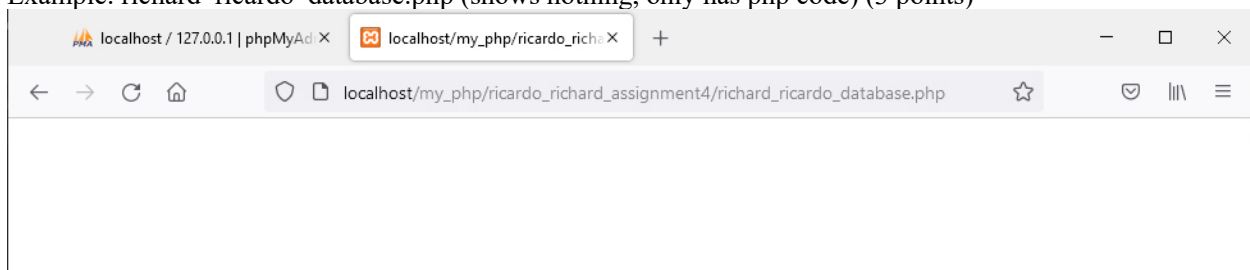 Example: richard_ricardo_database.php (shows nothing, only has php code) (5 points)
PMA localhost / 127.0.0.1 | phpMyAd localhost/my_php/ricardo_richa
localhost/my_php/ricardo_richard_assignment4/richard_ricardo_database.php